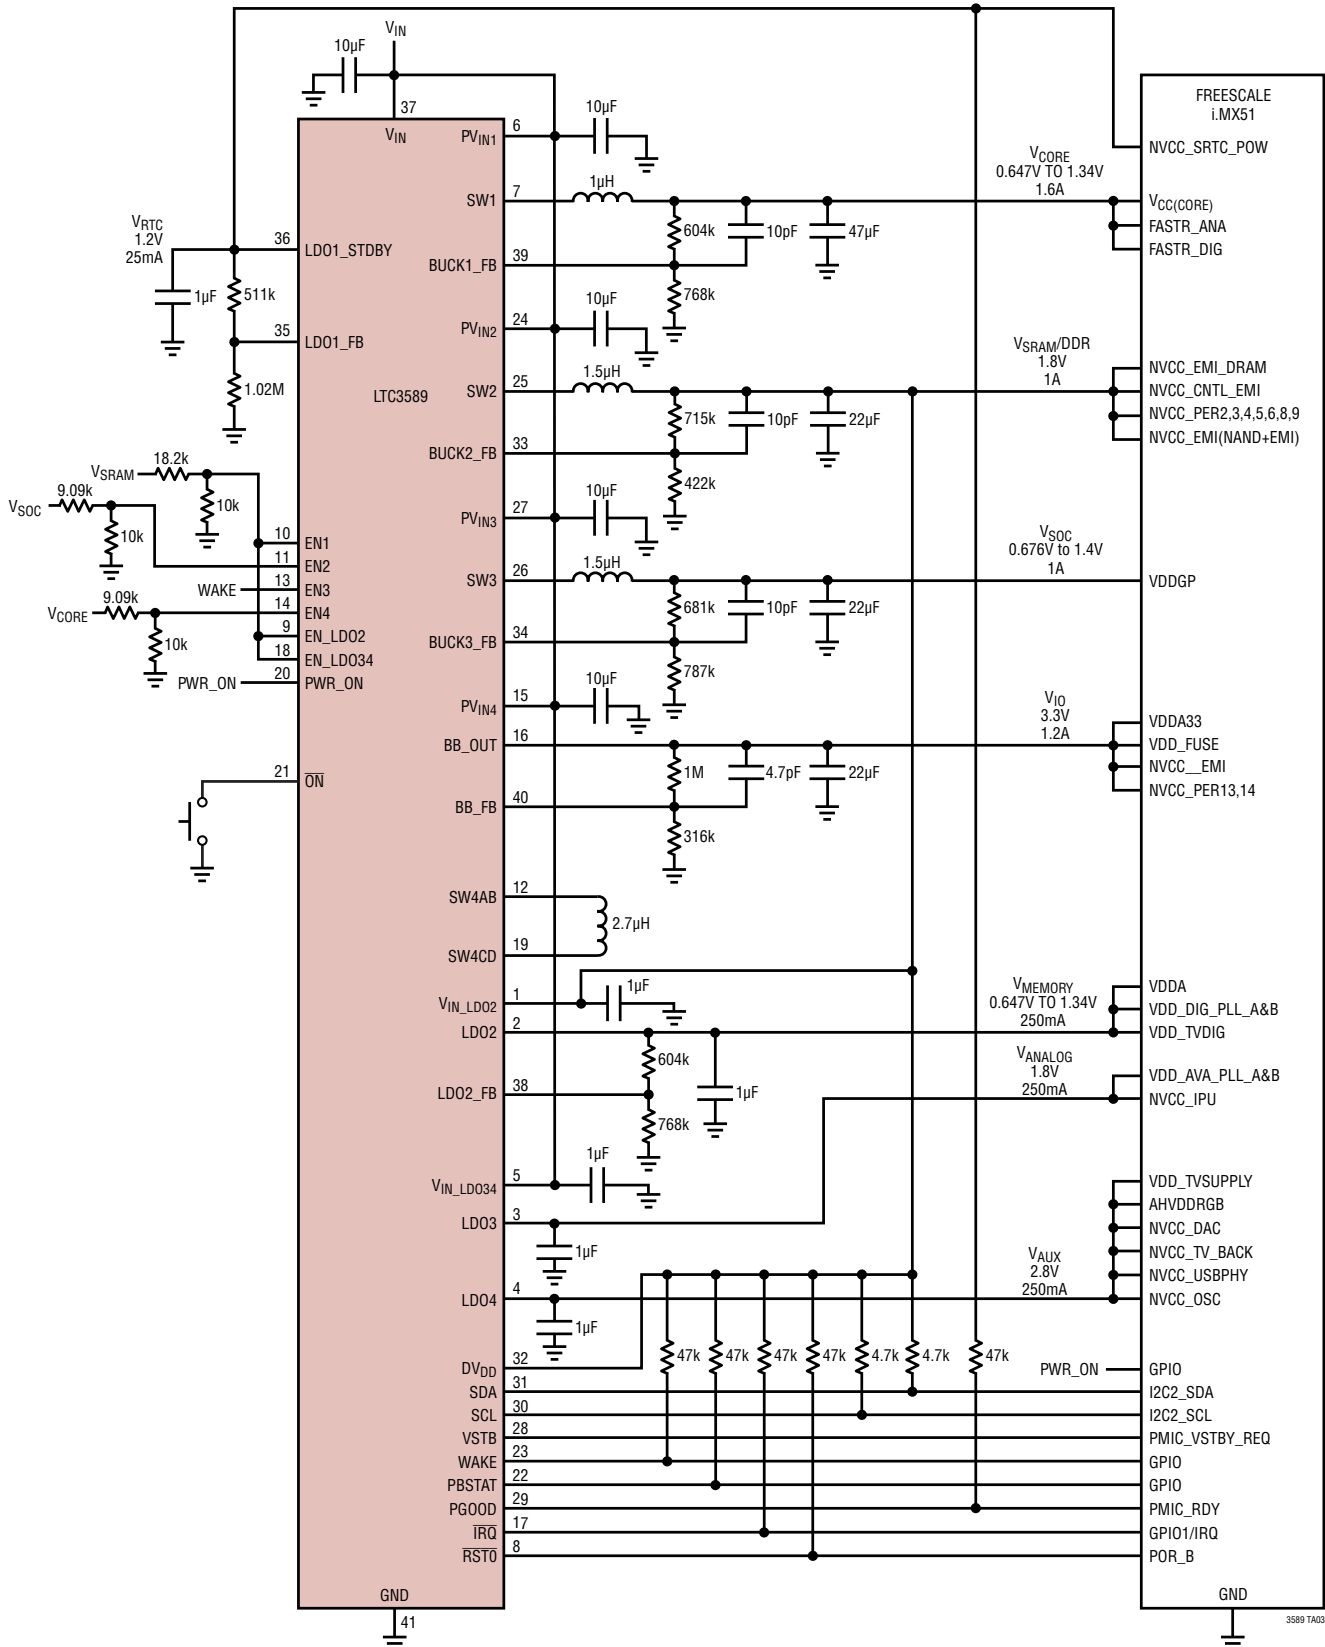 VIN
10µF
37
VIN
LTC3589
GND
41
VRTC
1.2V
25mA
1µF
511k
1.02M
36
LDO1_STDBY
35
LDO1_FB
VSRAM
18.2k
10k
VSOC
9.09k
10k
10
EN1
11
EN2
WAKE
13
EN3
VCORE
9.09k
10k
14
EN4
9
EN_LDO2
18
EN_LDO34
PWR_ON
20
PWR_ON
21
ON
PVIN1
6
10µF
SW1
7
1µH
604k
10pF
47µF
BUCK1_FB
39
768k
VCORE
0.647V TO 1.34V
1.6A
PVIN2
24
10µF
SW2
25
1.5µH
715k
10pF
22µF
BUCK2_FB
33
422k
VSRAM/DDR
1.8V
1A
PVIN3
27
10µF
SW3
26
1.5µH
681k
10pF
22µF
BUCK3_FB
34
787k
VSOC
0.676V to 1.4V
1A
PVIN4
15
10µF
BB_OUT
16
1M
4.7pF
22µF
BB_FB
40
316k
VIO
3.3V
1.2A
SW4AB
12
2.7µH
SW4CD
19
VIN_LDO2
1
1µF
LDO2
2
604k
1µF
LDO2_FB
38
768k
VMEMORY
0.647V TO 1.34V
250mA
VANALOG
1.8V
250mA
VIN_LDO34
5
1µF
LDO3
3
1µF
LDO4
4
1µF
VAUX
2.8V
250mA
47k
47k
47k
47k
4.7k
4.7k
47k
DVDD
32
SDA
31
SCL
30
VSTB
28
WAKE
23
PBSTAT
22
PGOOD
29
IRQ
17
RSTO
8
FREESCALE
i.MX51
NVCC_SRTC_POW
VCC(CORE)
FASTR_ANA
FASTR_DIG
NVCC_EMI_DRAM
NVCC_CNTL_EMI
NVCC_PER2,3,4,5,6,8,9
NVCC_EMI(NAND+EMI)
VDDGP
VDDA33
VDD_FUSE
NVCC__EMI
NVCC_PER13,14
VDDA
VDD_DIG_PLL_A&B
VDD_TVDIG
VDD_AVA_PLL_A&B
NVCC_IPU
VDD_TVSUPPLY
AHVDDRGB
NVCC_DAC
NVCC_TV_BACK
NVCC_USBPHY
NVCC_OSC
PWR_ON
GPIO
I2C2_SDA
I2C2_SCL
PMIC_VSTBY_REQ
GPIO
GPIO
PMIC_RDY
GPIO1/IRQ
POR_B
GND
3589 TA03